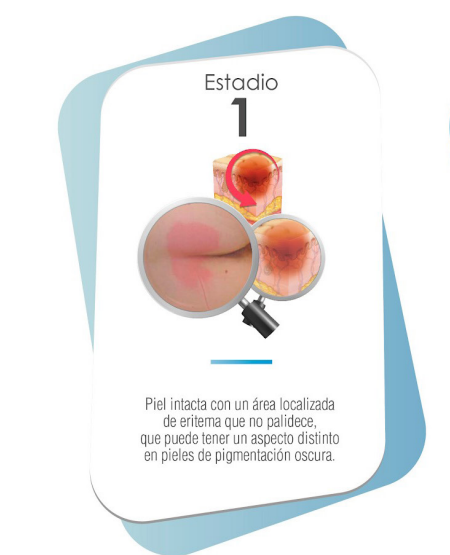 Estadio
1
Piel intacta con un área localizada
de eritema que no palidece,
que puede tener un aspecto distinto
en pieles de pigmentación oscura.